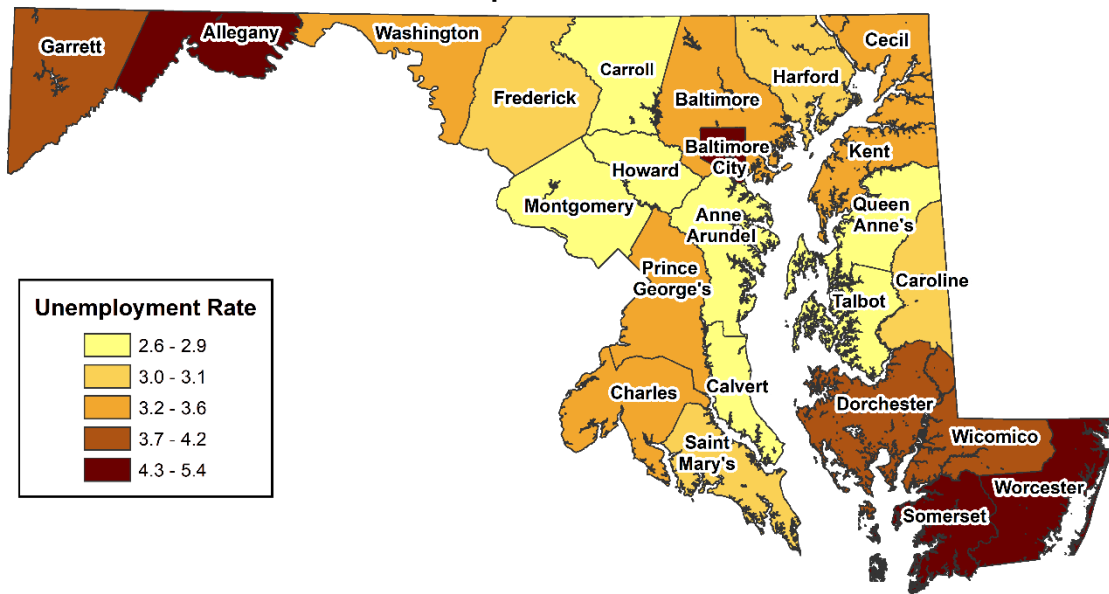 Garrett
Allegany
Washington
Frederick
Carroll
Baltimore
Harford
Cecil
Baltimore
City
Kent
Howard
Montgomery
Anne
Arundel
Queen
Anne's
Prince
George's
Caroline
Talbot
Charles
Calvert
Saint
Mary's
Dorchester
Wicomico
Worcester
Somerset
Unemployment Rate
2.6 - 2.9
3.0 - 3.1
3.2 - 3.6
3.7 - 4.2
4.3 - 5.4